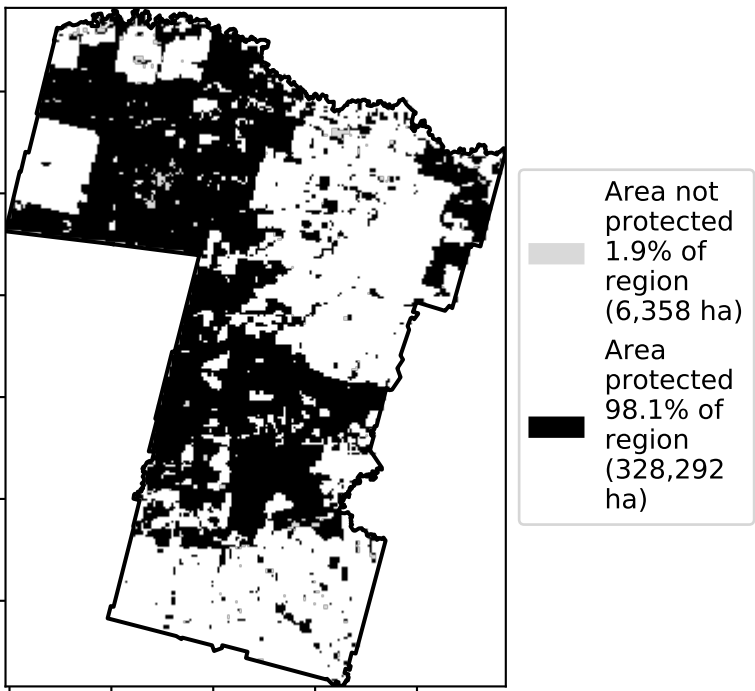 Area not
protected
1.9% of
region
(6,358 ha)
Area
protected
98.1% of
region
(328,292
ha)